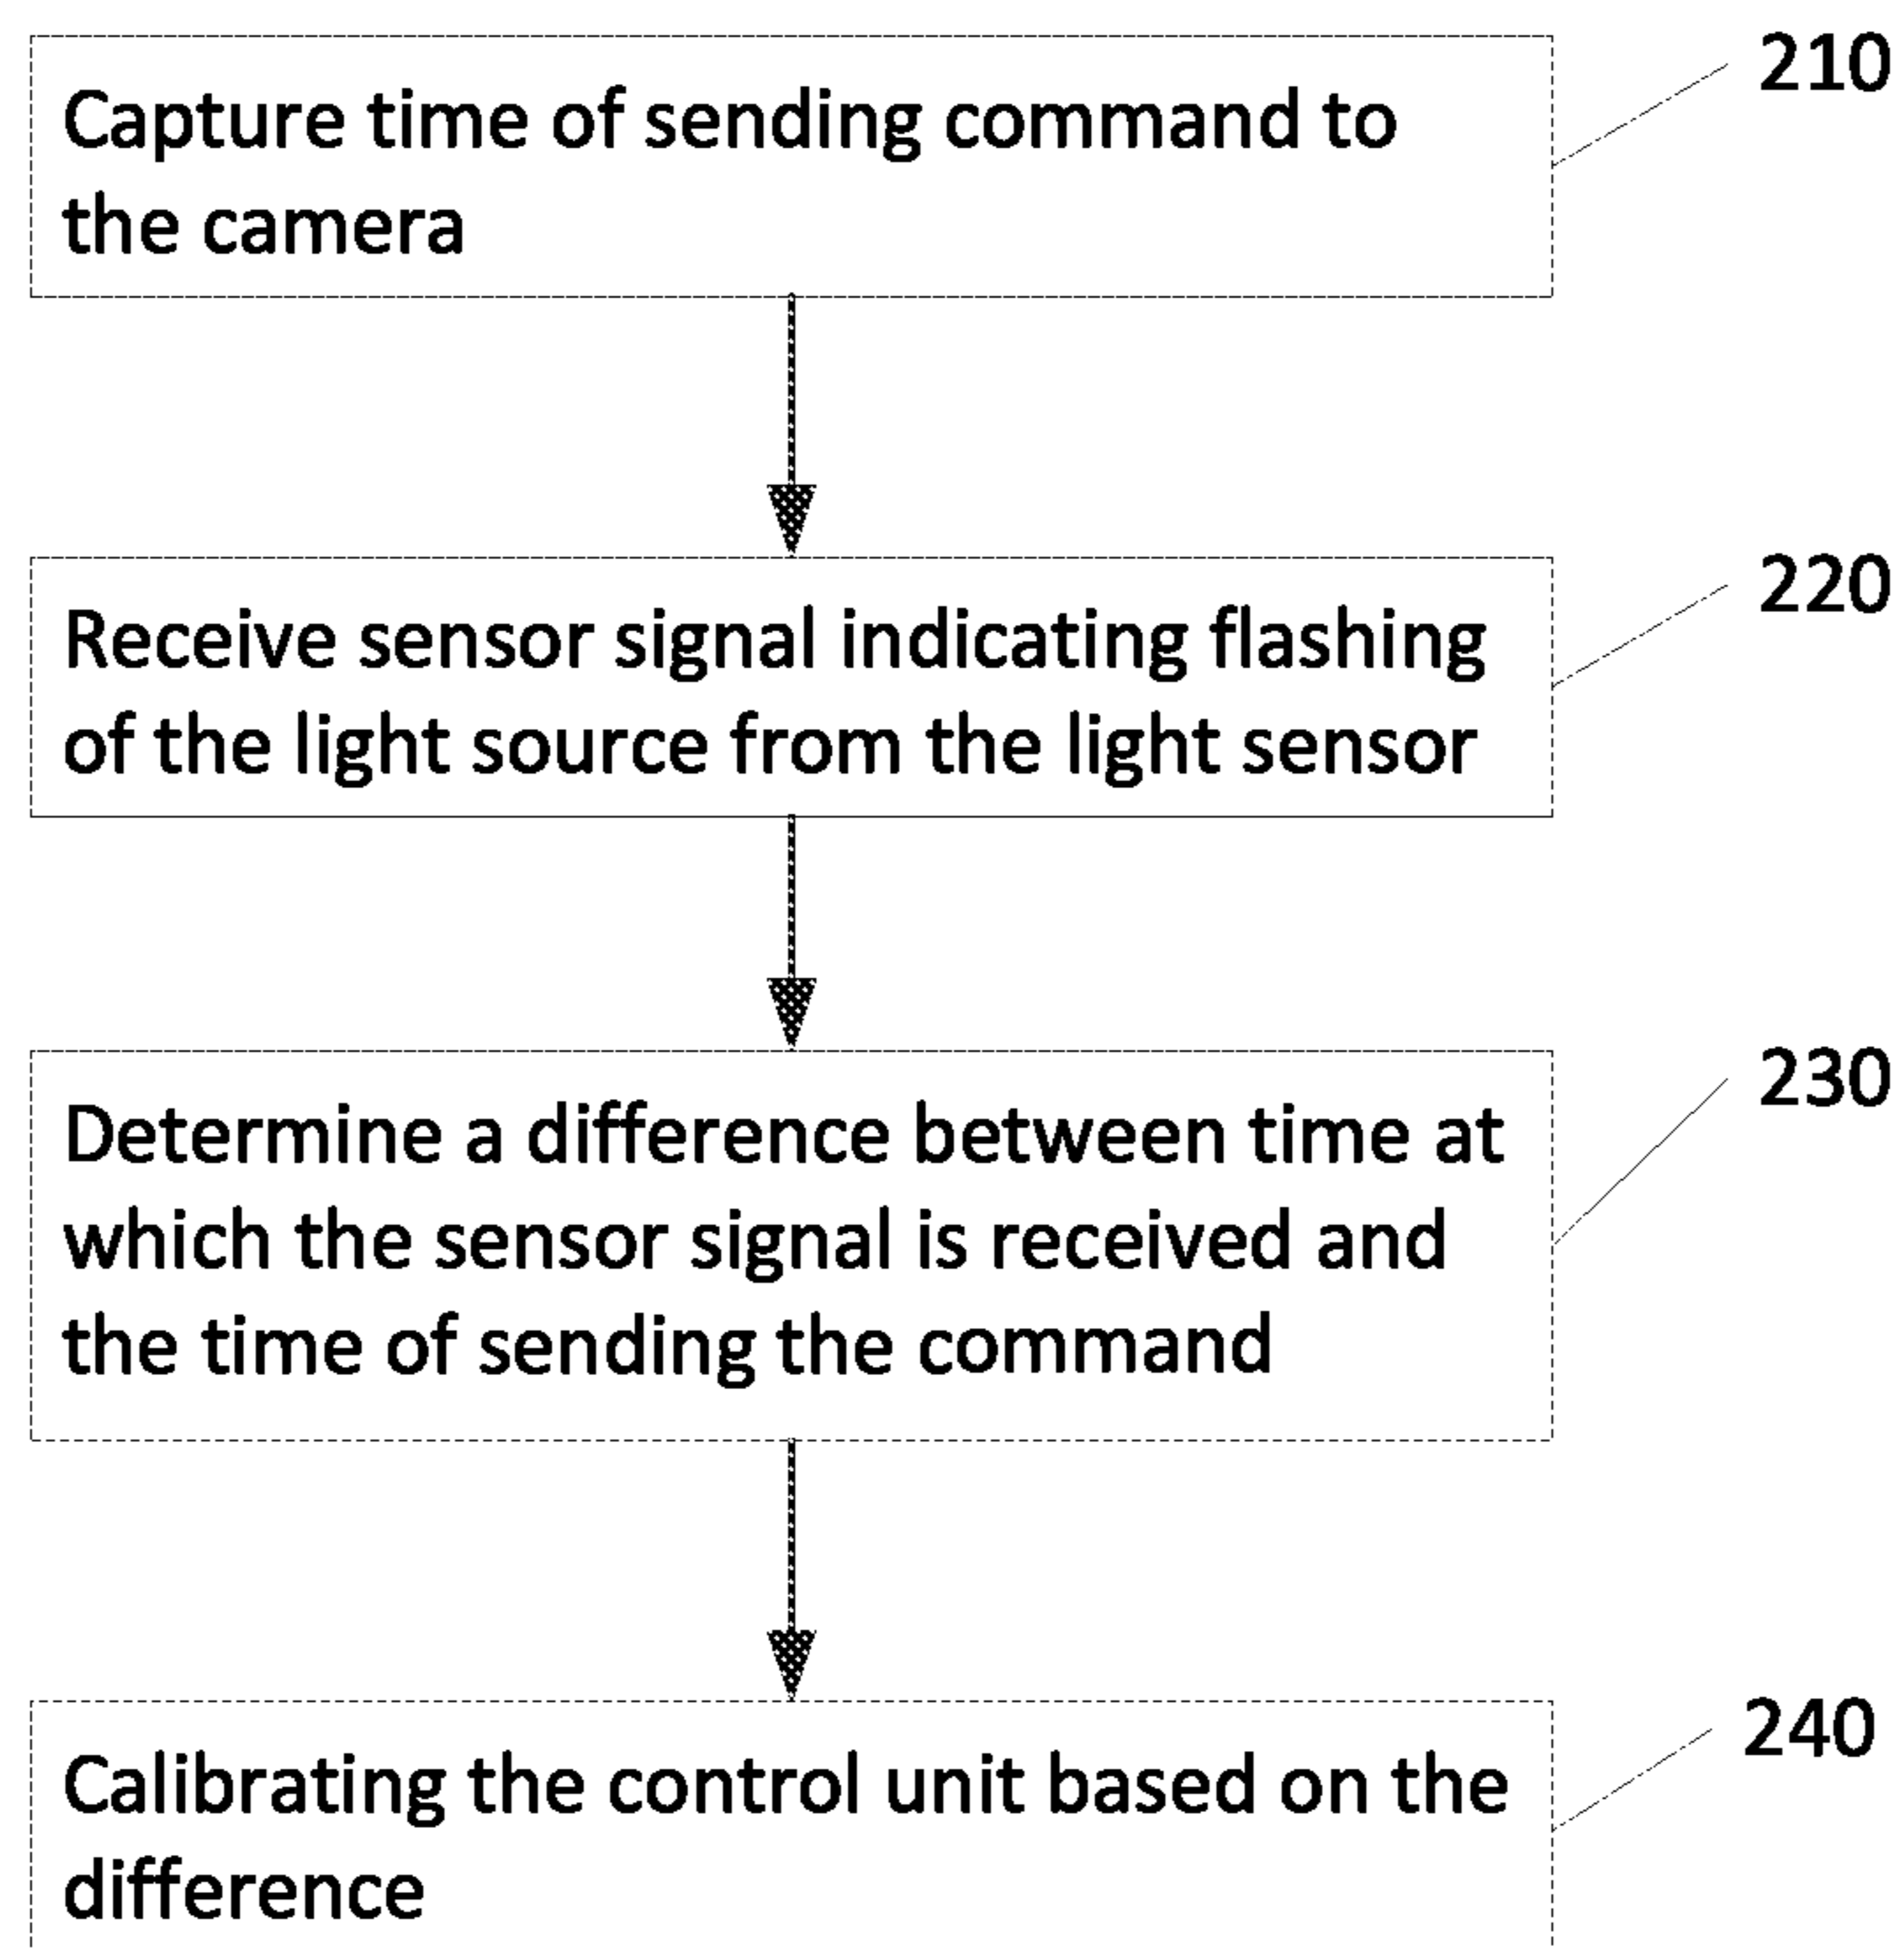 210
Capture time of sending command to
the camera
220
Receive sensor signal indicating flashing
of the light source from the light sensor
230
Determine a difference between time at
which the sensor signal is received and
the time of sending the command
240
Calibrating the control unit based on the
difference